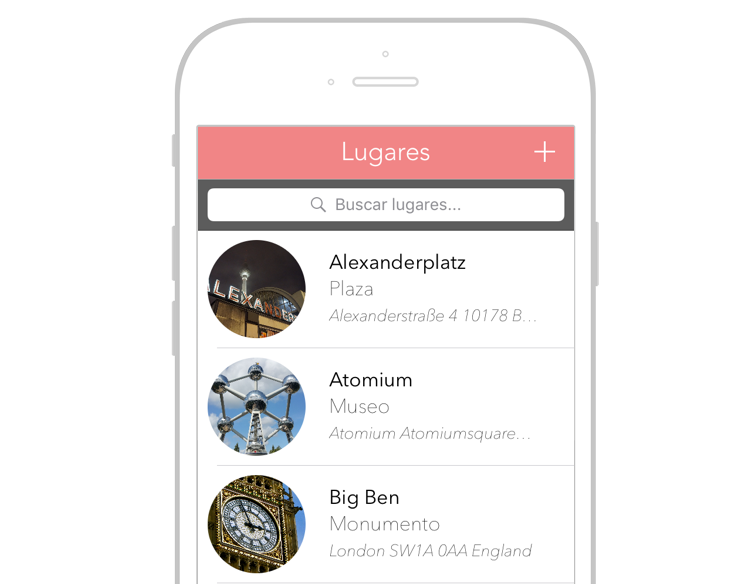 Lugares
Buscar lugares...
Alexanderplatz
Plaza
Alexanderstraße 4 10178 B...
Atomium
Museo
Atomium Atomiumsquare...
Big Ben
Monumento
London SW1A 0AA England